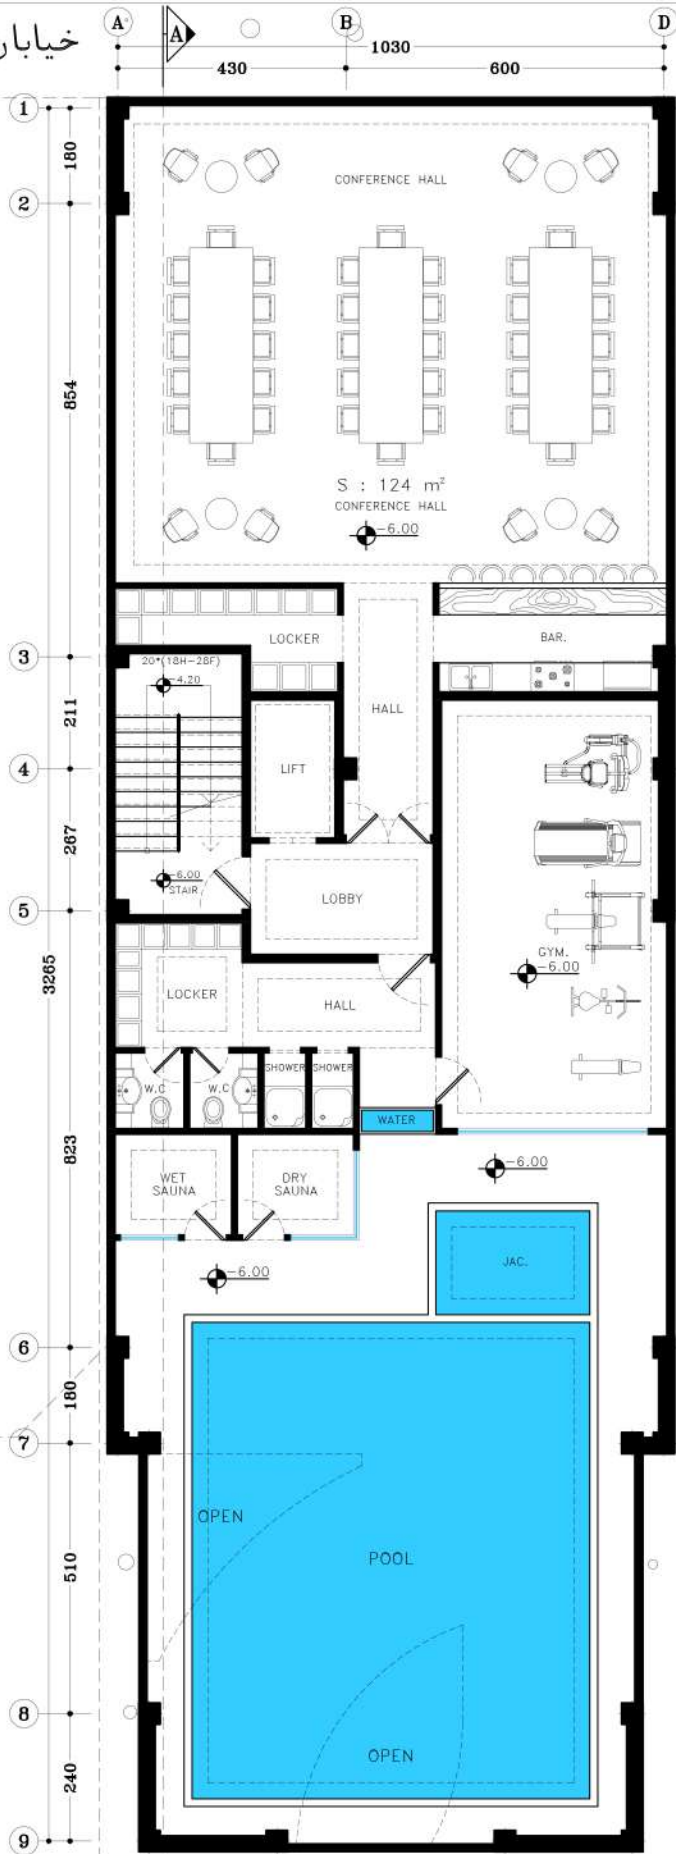 خیابان
A
B
D
A
1030
430
600
1
180
CONFERENCE HALL
2
854
S : 124 m²
CONFERENCE HALL
-6.00
LOCKER
BAR.
3
20*(18H-28F)
-4.20
211
HALL
4
LIFT
267
-6.00
STAIR
LOBBY
5
3265
GYM.
-6.00
LOCKER
HALL
W.C
W.C
SHOWER
SHOWER
WATER
823
WET
SAUNA
DRY
SAUNA
-6.00
-6.00
JAC.
6
180
7
OPEN
POOL
510
8
OPEN
240
9